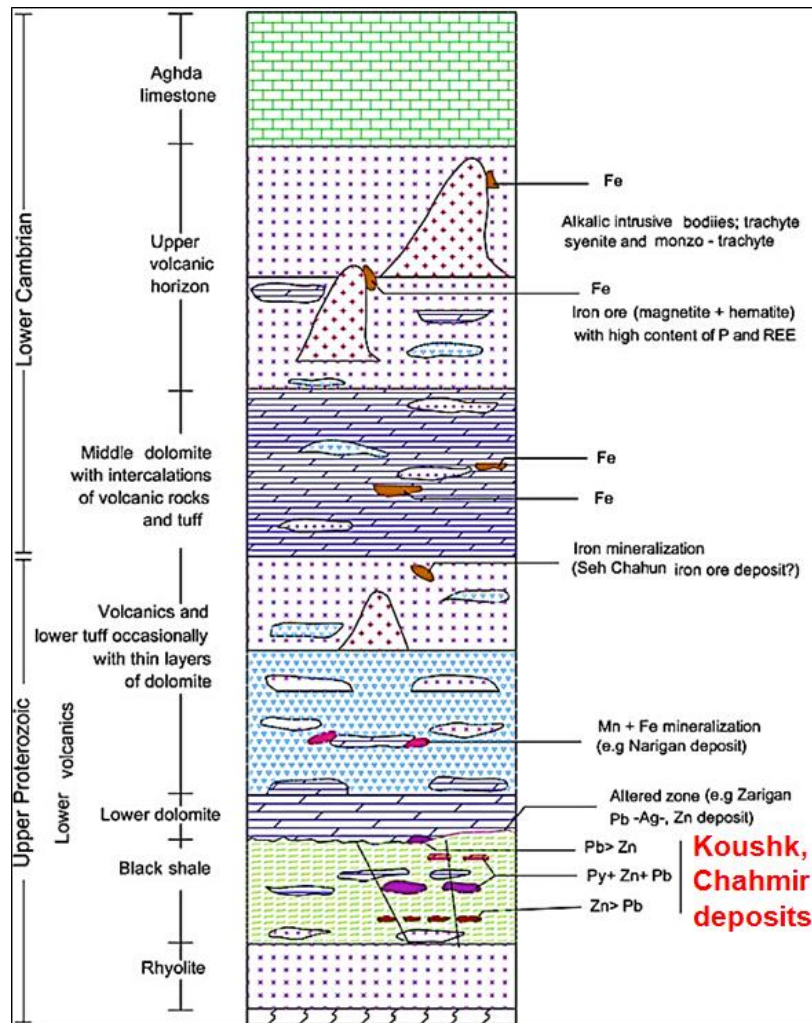 Aghda
limestone
Fe
Alkalic intrusive bodiies; trachyte
syenite and monzo - trachyte
Upper
volcanic
horizon
Lower Cambrian
Fe
Iron ore (magnetite + hematite)
with high content of P and REE
Middle dolomite
with intercalations
of volcanic rocks
and tuff
Fe
Fe
Iron mineralization
(Seh Chahun iron ore deposit?)
Volcanics and
lower tuff occasionally
with thin layers
of dolomite
Upper Proterozoic
Lower volcanics
Mn + Fe mineralization
(e.g Narigan deposit)
Lower dolomite
Altered zone (e.g Zarigan
Pb -Ag-, Zn deposit)
Black shale
Pb> Zn
Py+ Zn+ Pb
Zn> Pb
Koushk,
Chahmir
deposits
Rhyolite